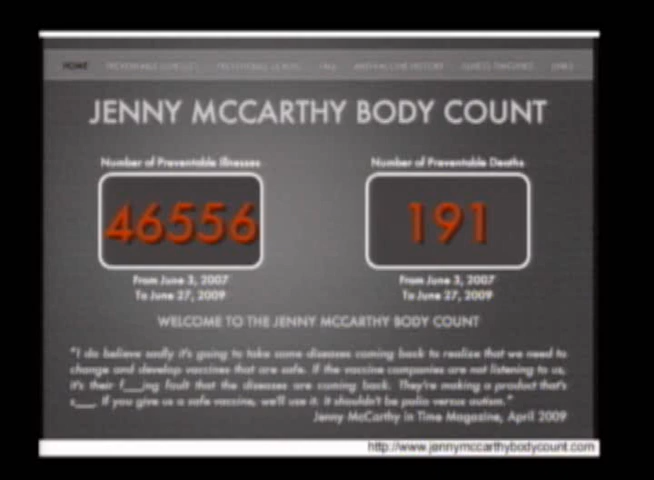 HOME
JENNY MCCARTHY BODY COUNT
Number of Preventable Illnesses
Number of Preventable Deaths
46556
191
From June 3, 2007
To June 27, 2009
From June 3, 2007
To June 27, 2009
WELCOME TO THE JENNY MCCARTHY BODY COUNT
"I do believe sadly it's going to take some diseases coming back to realize that we need to
change and develop vaccines that are safe. If the vaccine companies are not listening to us,
it's their f___ing fault that the diseases are coming back. They're making a product that's
s___. If you give us a safe vaccine, we'll use it. It shouldn't be polio versus autism."
Jenny McCarthy in Time Magazine, April 2009
http://www.jennymccarthybodycount.com